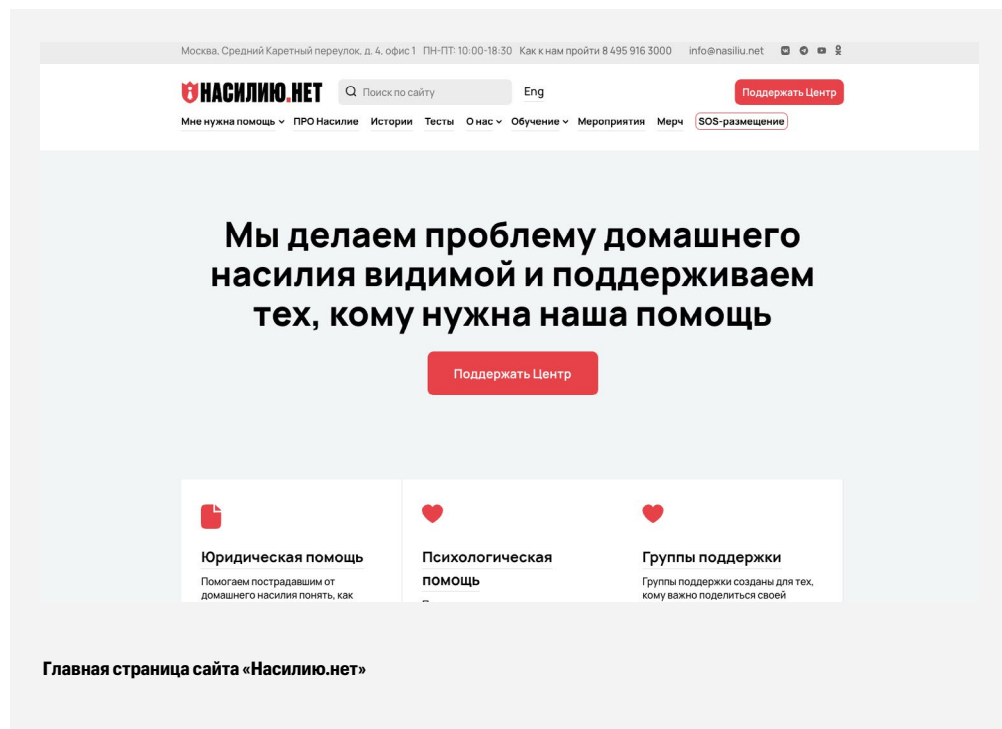 Москва, Средний Каретный переулок, д. 4, офис 1 ПН-ПТ: 10:00-18:30 Как к нам пройти 8 495 916 3000 info@nasiliu.net
НАСИЛИЮ.НЕТ Поиск по сайту Eng Поддержать Центр
Мне нужна помощь ПРО Насилие Истории Тесты О нас Обучение Мероприятия Мерч SOS-размещение
Мы делаем проблему домашнего
насилия видимой и поддерживаем
тех, кому нужна наша помощь
Поддержать Центр
Юридическая помощь
Помогаем пострадавшим от
домашнего насилия понять, как
Психологическая
помощь
Группы поддержки
Группы поддержки созданы для тех,
кому важно поделиться своей
Главная страница сайта «Насилию.нет»